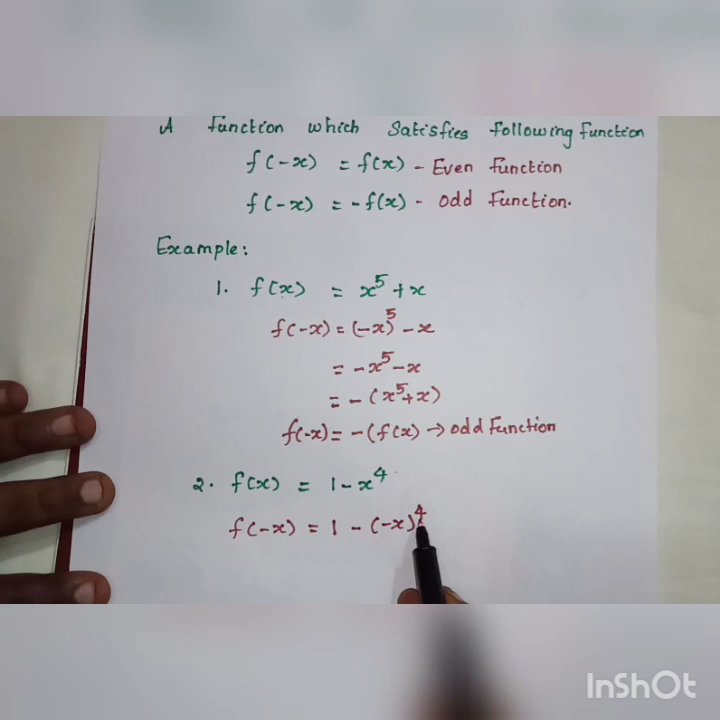 A function which Satisfies Following function
f(-x) = f(x) - Even Function
f(-x) = -f(x) - odd Function.
Example:
1. f(x) = x⁵+x
f(-x) = (-x)⁵ - x
= -x⁵-x
= -(x⁵+x)
f(-x) = -(f(x) → odd Function
2. f(x) = 1-x⁴
f(-x) = 1 - (-x)⁴
InShOt